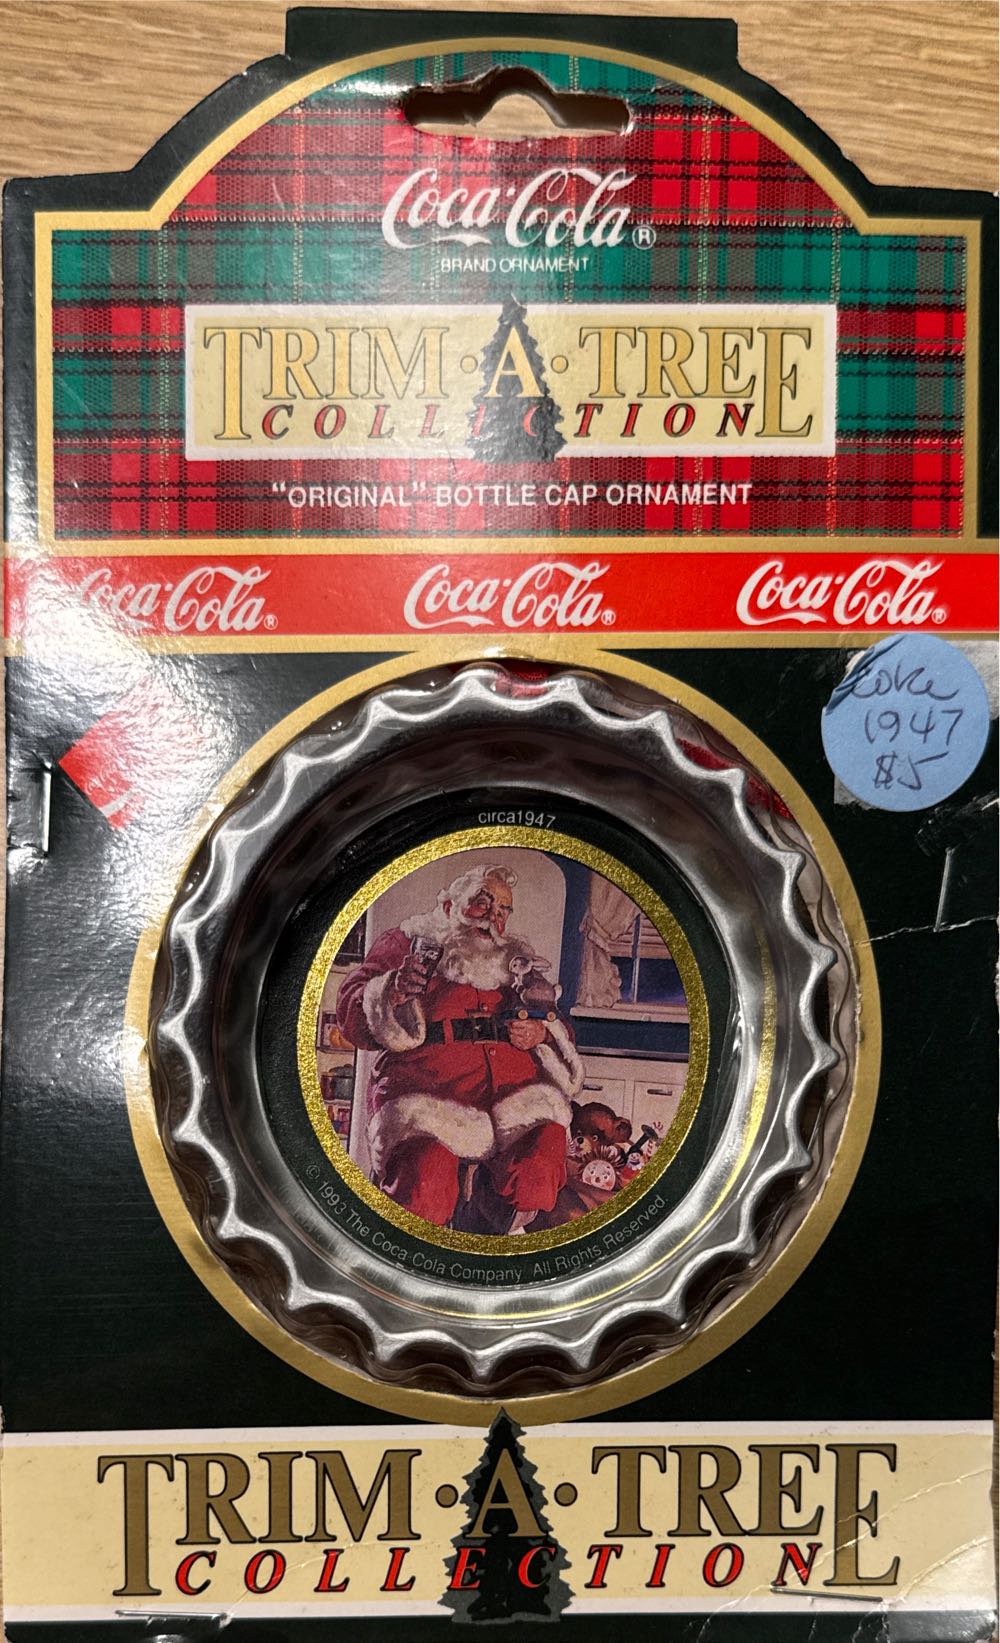 Coca-Cola®
BRAND ORNAMENT
TRIM·A·TREE
COLLECTION
"ORIGINAL" BOTTLE CAP ORNAMENT
Coca-Cola® Coca-Cola® Coca-Cola®
Coke
1947
$5
circa1947
© 1993 The Coca Cola Company All Rights Reserved.
TRIM·A·TREE
COLLECTION